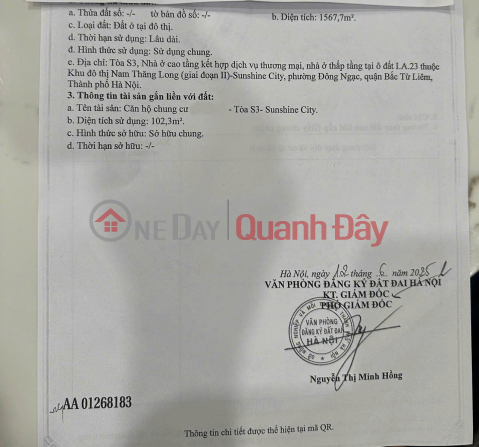 a. Thửa đất số: -/- tờ bản đồ số: -/- b. Diện tích: 1567,7m².
c. Loại đất: Đất ở tại đô thị.
d. Thời hạn sử dụng: Lâu dài.
đ. Hình thức sử dụng: Sử dụng chung.
e. Địa chỉ: Tòa S3, Nhà ở cao tầng kết hợp dịch vụ thương mại, nhà ở thấp tầng tại ô đất I.A.23 thuộc
Khu đô thị Nam Thăng Long (giai đoạn II)-Sunshine City, phường Đông Ngạc, quận Bắc Từ Liêm,
Thành phố Hà Nội.
3. Thông tin tài sản gắn liền với đất:
a. Tên tài sản: Căn hộ chung cư - Tòa S3- Sunshine City.
b. Diện tích sử dụng: 102,3m².
c. Hình thức sở hữu: Sở hữu chung.
d. Thời hạn sở hữu: -/-
ONE DAY Quanh Đây
Hà Nội, ngày 18 tháng 6 năm 2025
VĂN PHÒNG ĐĂNG KÝ ĐẤT ĐAI HÀ NỘI
KT. GIÁM ĐỐC
PHÓ GIÁM ĐỐC
VĂN PHÒNG
ĐĂNG KÝ ĐẤT ĐAI
HÀ NỘI
Nguyễn Thị Minh Hồng
AA 01268183
Thông tin chi tiết được thể hiện tại mã QR.